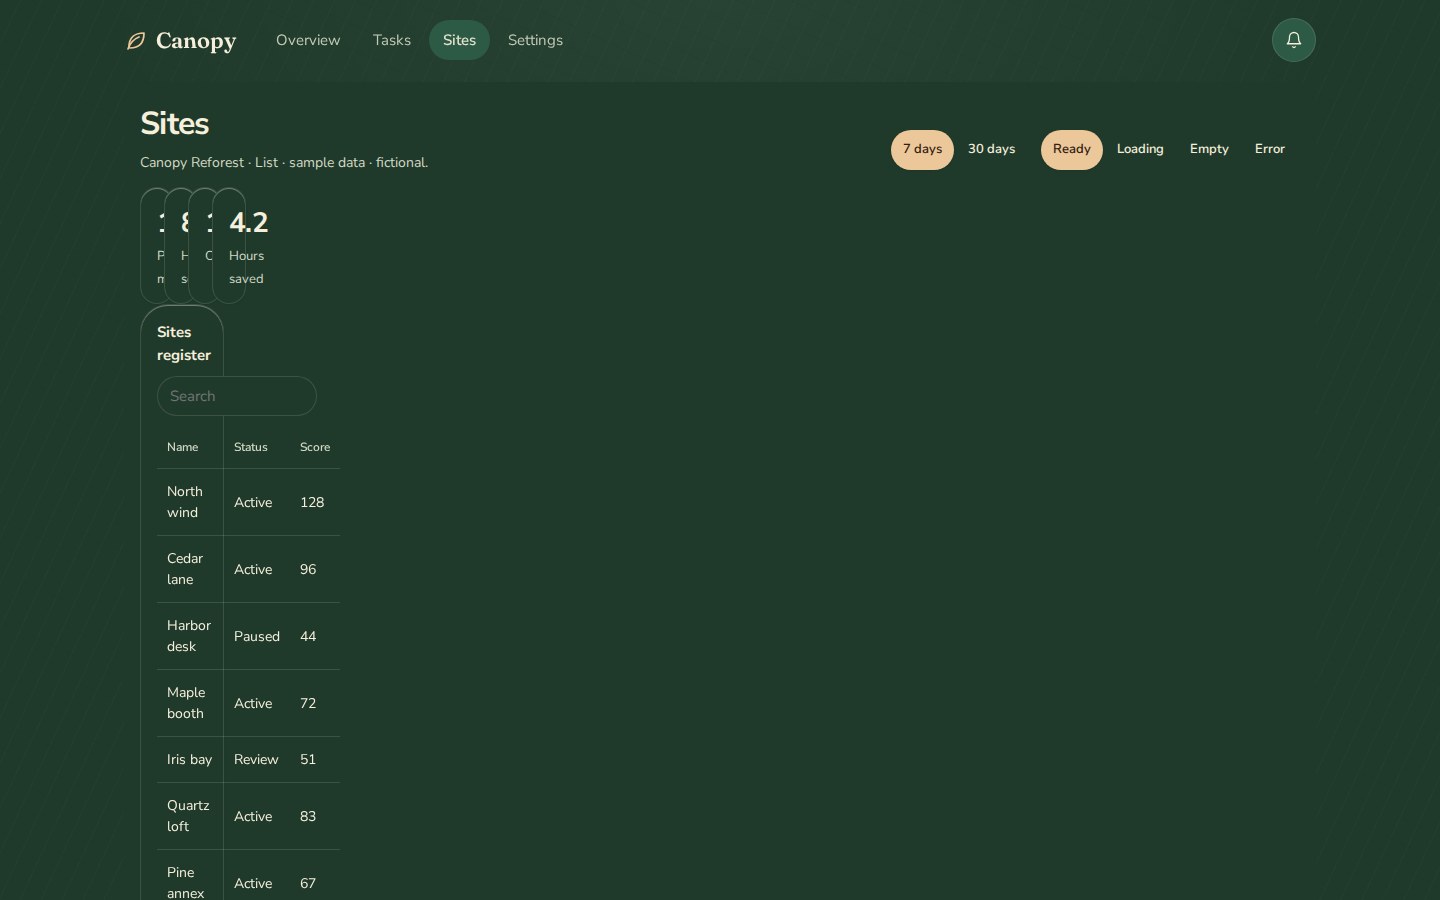 Canopy
Overview Tasks Sites Settings
Sites
Canopy Reforest · List · sample data · fictional.
7 days 30 days Ready Loading Empty Error
4.2
Hours
saved
Sites
register
Search
Name Status Score
North
wind
Active 128
Cedar
lane
Active 96
Harbor
desk
Paused 44
Maple
booth
Active 72
Iris bay Review 51
Quartz
loft
Active 83
Pine
annex
Active 67